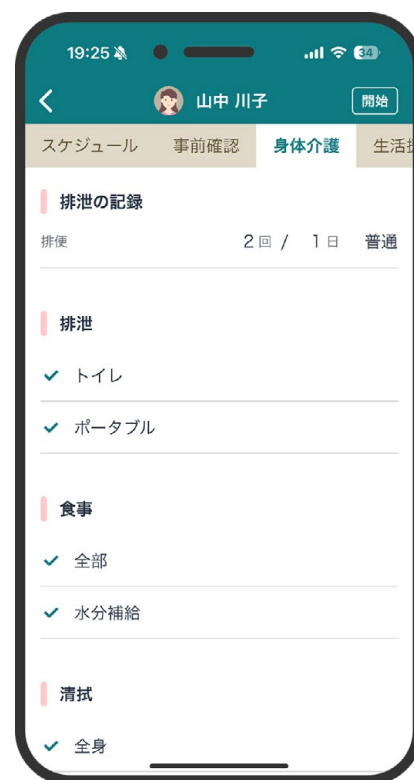 19:25
34
山中 川子
開始
スケジュール 事前確認 身体介護 生活
排泄の記録
排便 2回 / 1日 普通
排泄
トイレ
ポータブル
食事
全部
水分補給
清拭
全身